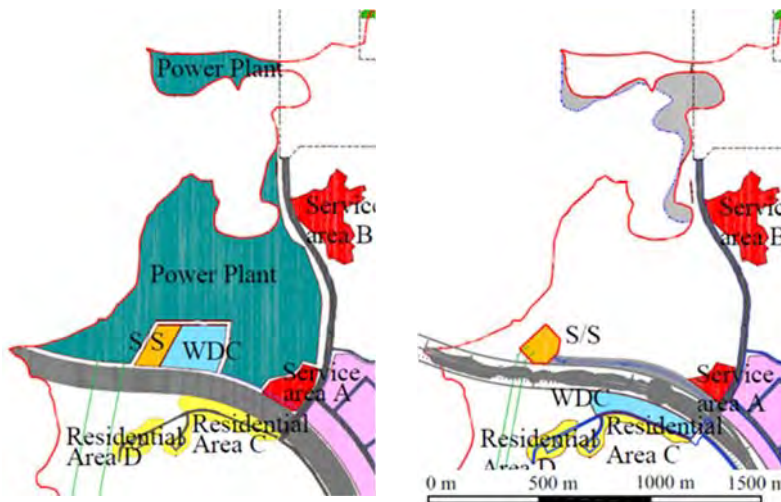 Power Plant
Service
area B
Power Plant
S/S
WDC
Service
area A
Residential
Area C
Residential
Area D
Service
area B
S/S
WDC
Service
area A
Residential
Area C
Residential
Area D
0 m
500 m
1000 m
1500 m